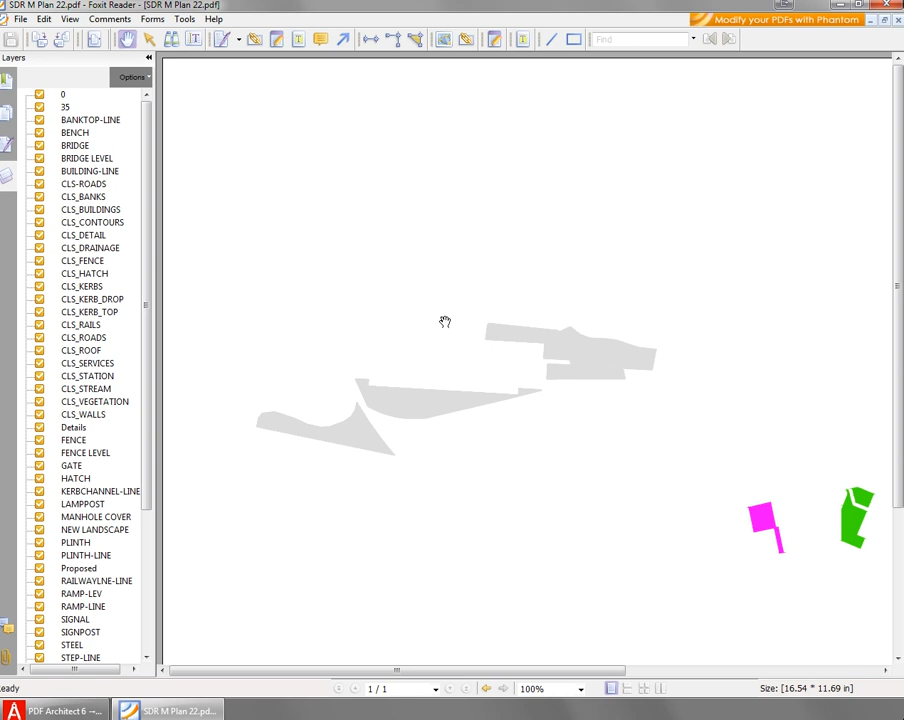 SDR M Plan 22.pdf - Foxit Reader - [SDR M Plan 22.pdf]
File Edit View Comments Forms Tools Help
Modify your PDFs with Phantom
Find
Layers
Options
0
35
BANKTOP-LINE
BENCH
BRIDGE
BRIDGE LEVEL
BUILDING-LINE
CLS-ROADS
CLS_BANKS
CLS_BUILDINGS
CLS_CONTOURS
CLS_DETAIL
CLS_DRAINAGE
CLS_FENCE
CLS_HATCH
CLS_KERBS
CLS_KERB_DROP
CLS_KERB_TOP
CLS_RAILS
CLS_ROADS
CLS_ROOF
CLS_SERVICES
CLS_STATION
CLS_STREAM
CLS_VEGETATION
CLS_WALLS
Details
FENCE
FENCE LEVEL
GATE
HATCH
KERBCHANNEL-LINE
LAMPPOST
MANHOLE COVER
NEW LANDSCAPE
PLINTH
PLINTH-LINE
Proposed
RAILWAYLNE-LINE
RAMP-LEV
RAMP-LINE
SIGNAL
SIGNPOST
STEEL
STEP-LINE
eady 1 / 1 100% Size: [16.54 * 11.69 in]
PDF Architect 6 -... SDR M Plan 22.pd...